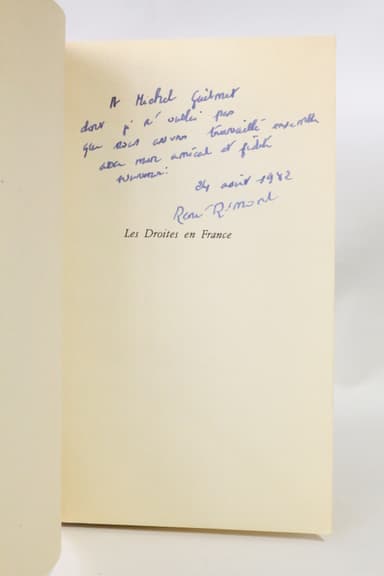 A Michel Guilmet
dont je n'oublie pas
que nous avons travaillé ensemble
avec mon amical et fidèle
souvenir.
24 août 1982
René Rémond
Les Droites en France